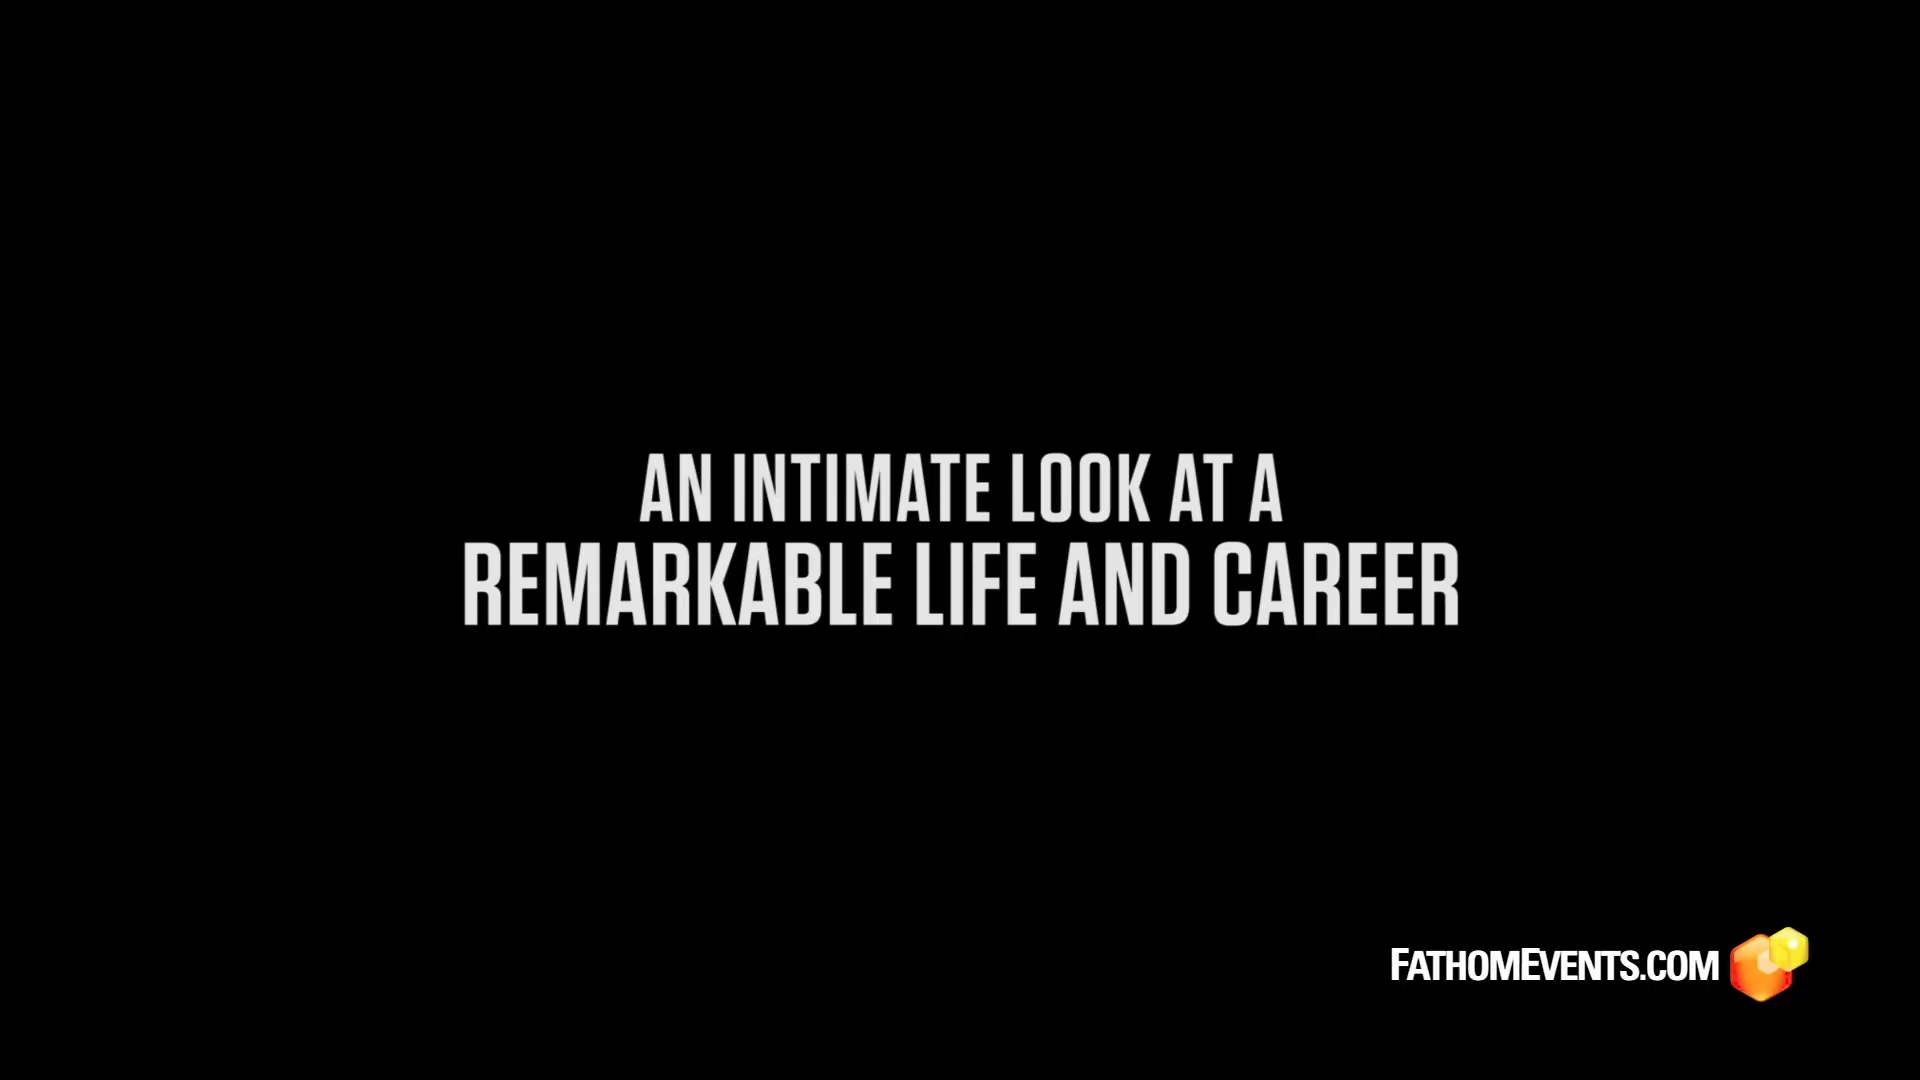 AN INTIMATE LOOK AT A
REMARKABLE LIFE AND CAREER
FATHOMEVENTS.COM